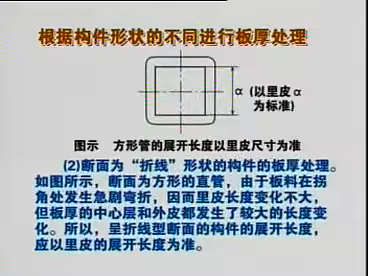 根据构件形状的不同进行板厚处理
α (以里皮α
为标准)
图示 方形管的展开长度以里皮尺寸为准
(2)断面为“折线”形状的构件的板厚处理。
如图所示，断面为方形的直管，由于板料在拐
角处发生急剧弯折，因而里皮长度变化不大，
但板厚的中心层和外皮都发生了较大的长度变
化。所以，呈折线型断面的构件的展开长度，
应以里皮的展开长度为准。